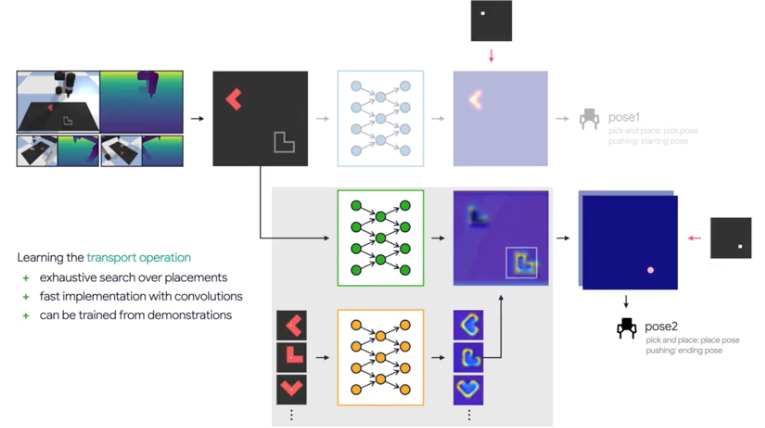 pose1
pick and place: pick pose
pushing: starting pose
Learning the transport operation
+ exhaustive search over placements
+ fast implementation with convolutions
+ can be trained from demonstrations
pose2
pick and place: place pose
pushing: ending pose